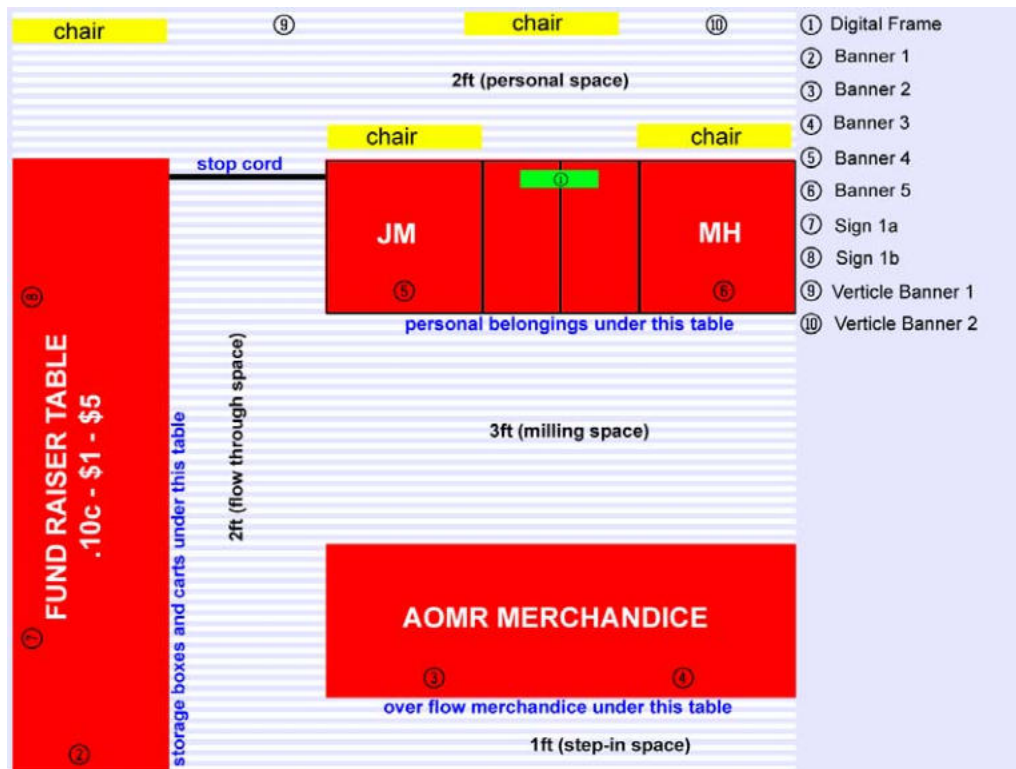 chair
⑨
chair
⑩
2ft (personal space)
chair
chair
stop cord
①
JM
MH
⑤
⑥
personal belongings under this table
⑧
FUND RAISER TABLE
.10c - $1 - $5
⑦
②
storage boxes and carts under this table
2ft (flow through space)
3ft (milling space)
AOMR MERCHANDICE
③
④
over flow merchandice under this table
1ft (step-in space)
① Digital Frame
② Banner 1
③ Banner 2
④ Banner 3
⑤ Banner 4
⑥ Banner 5
⑦ Sign 1a
⑧ Sign 1b
⑨ Verticle Banner 1
⑩ Verticle Banner 2